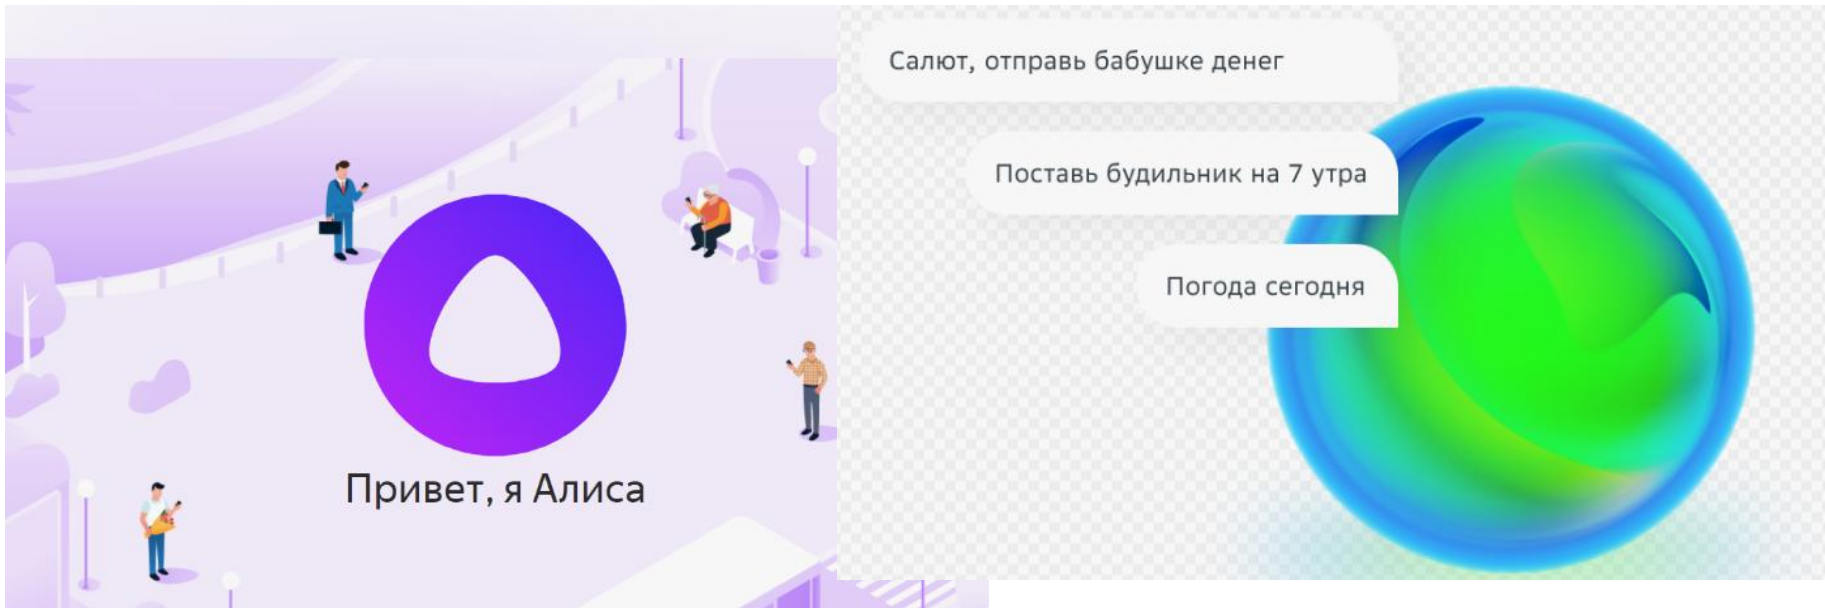 Привет, я Алиса
Салют, отправь бабушке денег
Поставь будильник на 7 утра
Погода сегодня